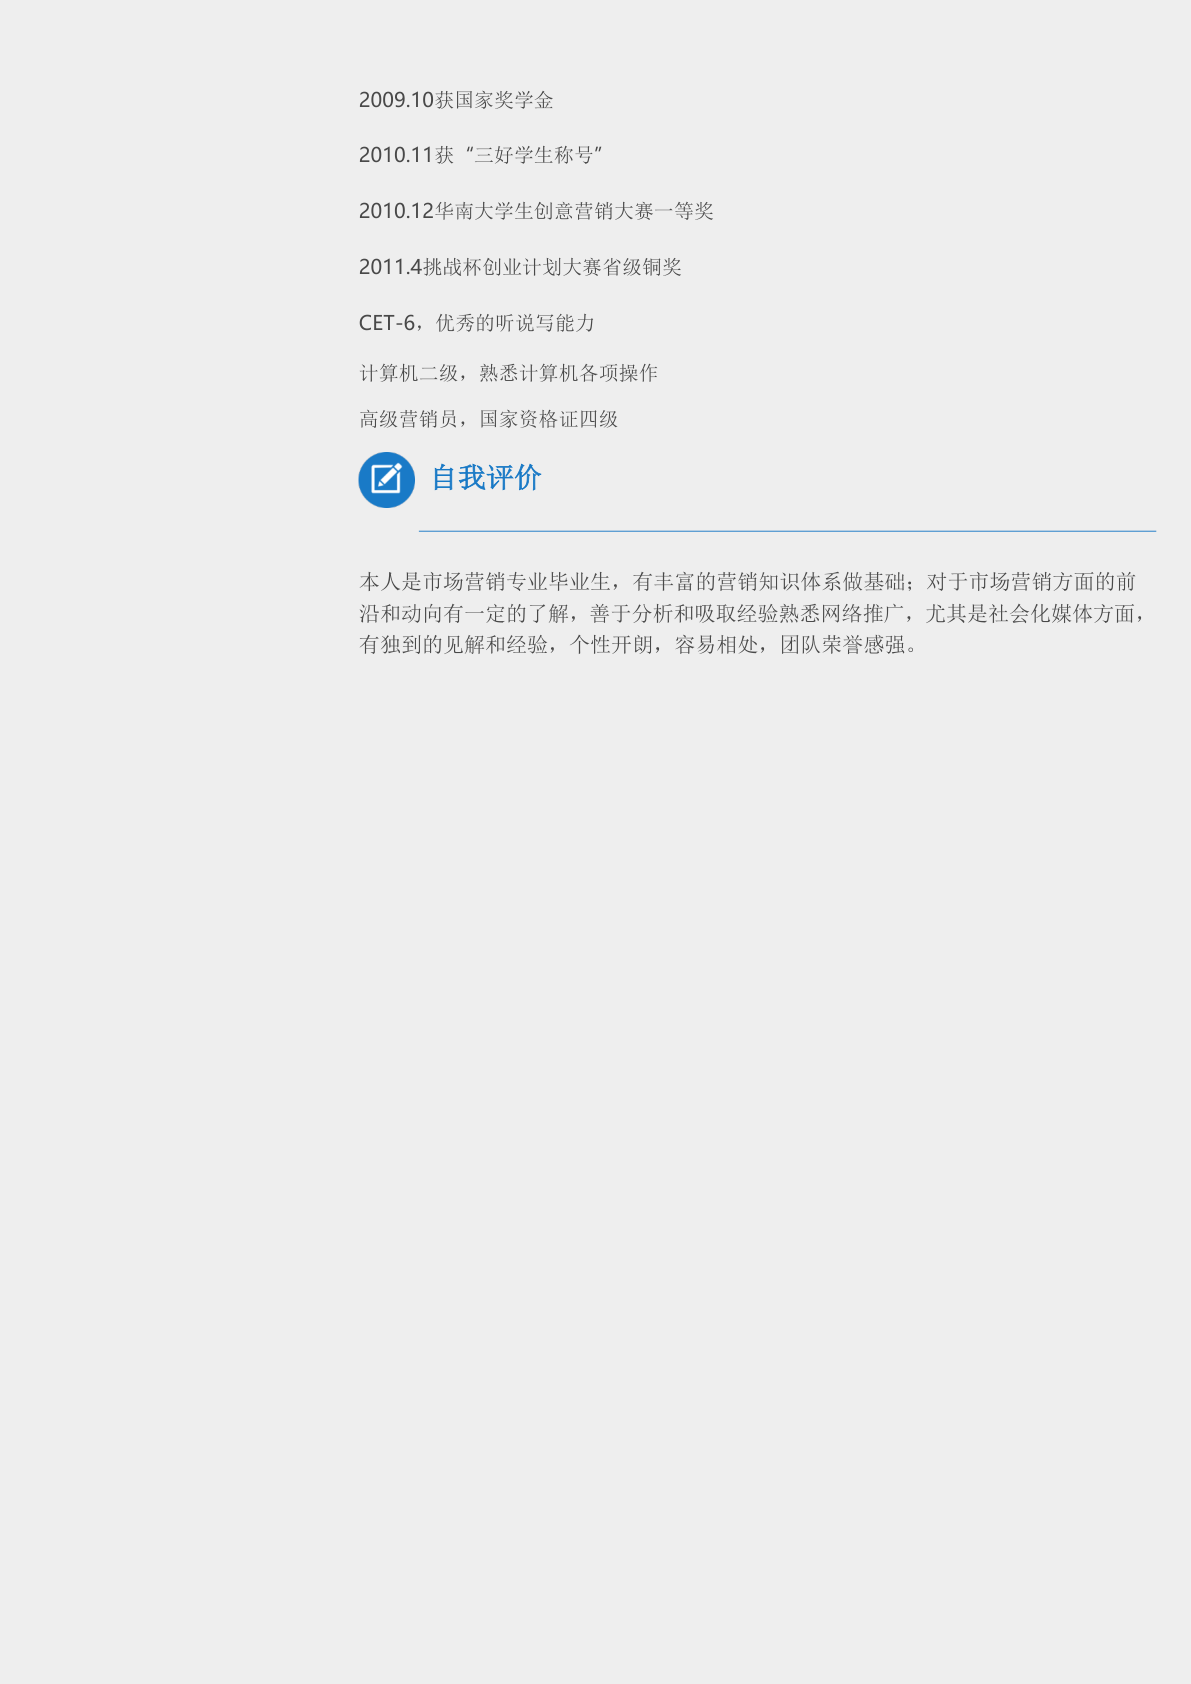 2009.10获国家奖学金
2010.11获“三好学生称号”
2010.12华南大学生创意营销大赛一等奖
2011.4挑战杯创业计划大赛省级铜奖
CET-6，优秀的听说写能力
计算机二级，熟悉计算机各项操作
高级营销员，国家资格证四级
自我评价
本人是市场营销专业毕业生，有丰富的营销知识体系做基础；对于市场营销方面的前
沿和动向有一定的了解，善于分析和吸取经验熟悉网络推广，尤其是社会化媒体方面，
有独到的见解和经验，个性开朗，容易相处，团队荣誉感强。